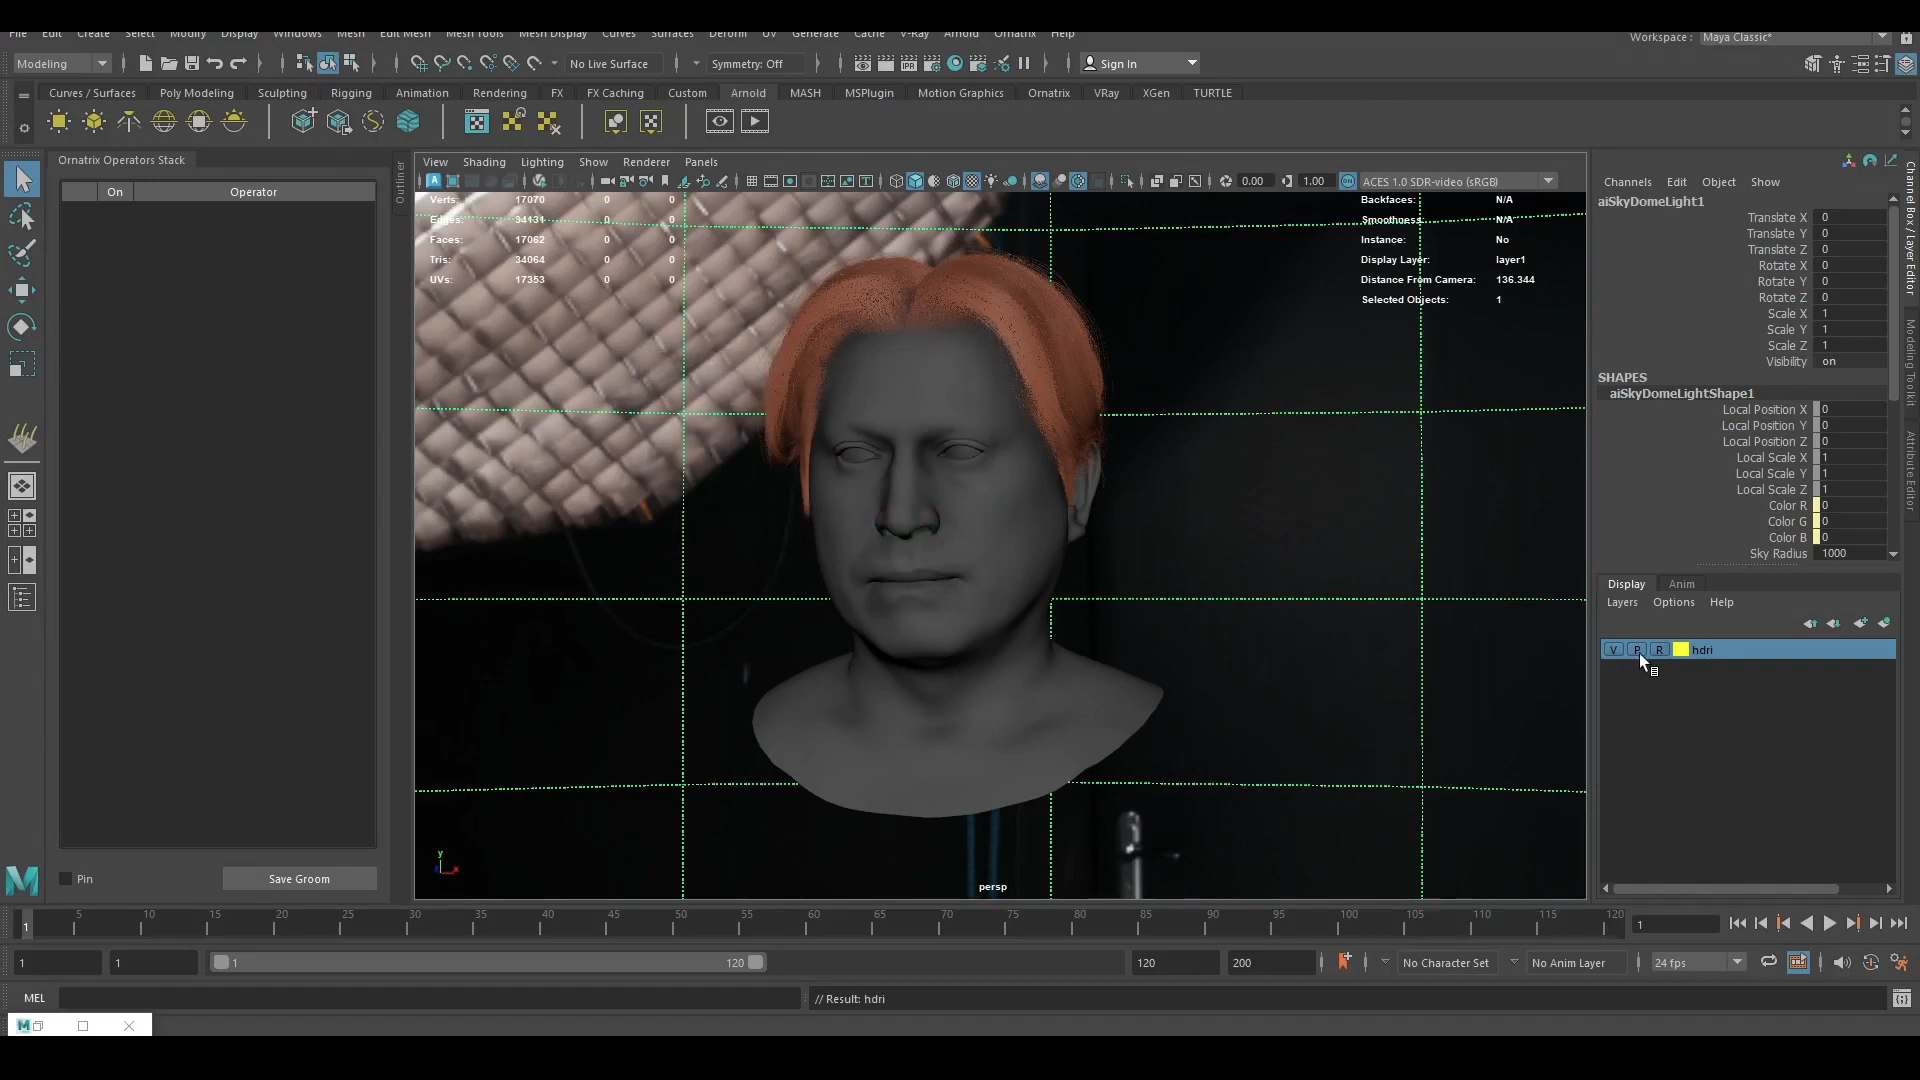 File Edit Create Select Modify Display Windows Mesh Edit Mesh Mesh Tools Mesh Display Curves Surfaces Deform UV Generate Cache V-Ray Arnold Ornatrix Help
Workspace : Maya Classic*
Modeling No Live Surface Symmetry: Off Sign In
Curves / Surfaces Poly Modeling Sculpting Rigging Animation Rendering FX FX Caching Custom Arnold MASH MSPlugin Motion Graphics Ornatrix VRay XGen TURTLE
IPR
Ornatrix Operators Stack
On Operator
Pin Save Groom
Outliner
View Shading Lighting Show Renderer Panels
0.00 1.00 ACES 1.0 SDR-video (sRGB)
Verts: 17070 0 0
Edges: 34131 0 0
Faces: 17062 0 0
Tris: 34064 0 0
UVs: 17353 0 0
Backfaces: N/A
Smoothness: N/A
Instance: No
Display Layer: layer1
Distance From Camera: 136.344
Selected Objects: 1
y
x
persp
Channels Edit Object Show
aiSkyDomeLight1
Translate X 0
Translate Y 0
Translate Z 0
Rotate X 0
Rotate Y 0
Rotate Z 0
Scale X 1
Scale Y 1
Scale Z 1
Visibility on
SHAPES
aiSkyDomeLightShape1
Local Position X 0
Local Position Y 0
Local Position Z 0
Local Scale X 1
Local Scale Y 1
Local Scale Z 1
Color R 0
Color G 0
Color B 0
Sky Radius 1000
Display Anim
Layers Options Help
V P R hdri
Channel Box / Layer Editor
Modeling Toolkit
Attribute Editor
1 5 10 15 20 25 30 35 40 45 50 55 60 65 70 75 80 85 90 95 100 105 110 115 120
1
1 1 1 120 120 200 No Character Set No Anim Layer 24 fps
MEL // Result: hdri